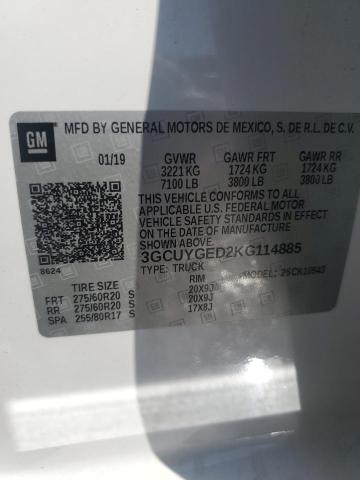 GM
MFD BY GENERAL MOTORS DE MEXICO, S. DE R.L. DE C.V.
01/19 GVWR GAWR FRT GAWR RR
3221 KG 1724 KG 1724 KG
7100 LB 3800 LB 3800 LB
THIS VEHICLE CONFORMS TO ALL APPLICABLE U.S.
FEDERAL MOTOR VEHICLE SAFETY
STANDARDS IN EFFECT ON THE
DATE OF MANUFACTURE SHOWN ABOVE.
3GCUYGED2KG114885
8624
TYPE: TRUCK MODEL:
TIRE SIZE RIM
FRT 275/60R20 S 20X9J
RR 275/60R20 S 20X9J
SPA 255/80R17 S 17X8J